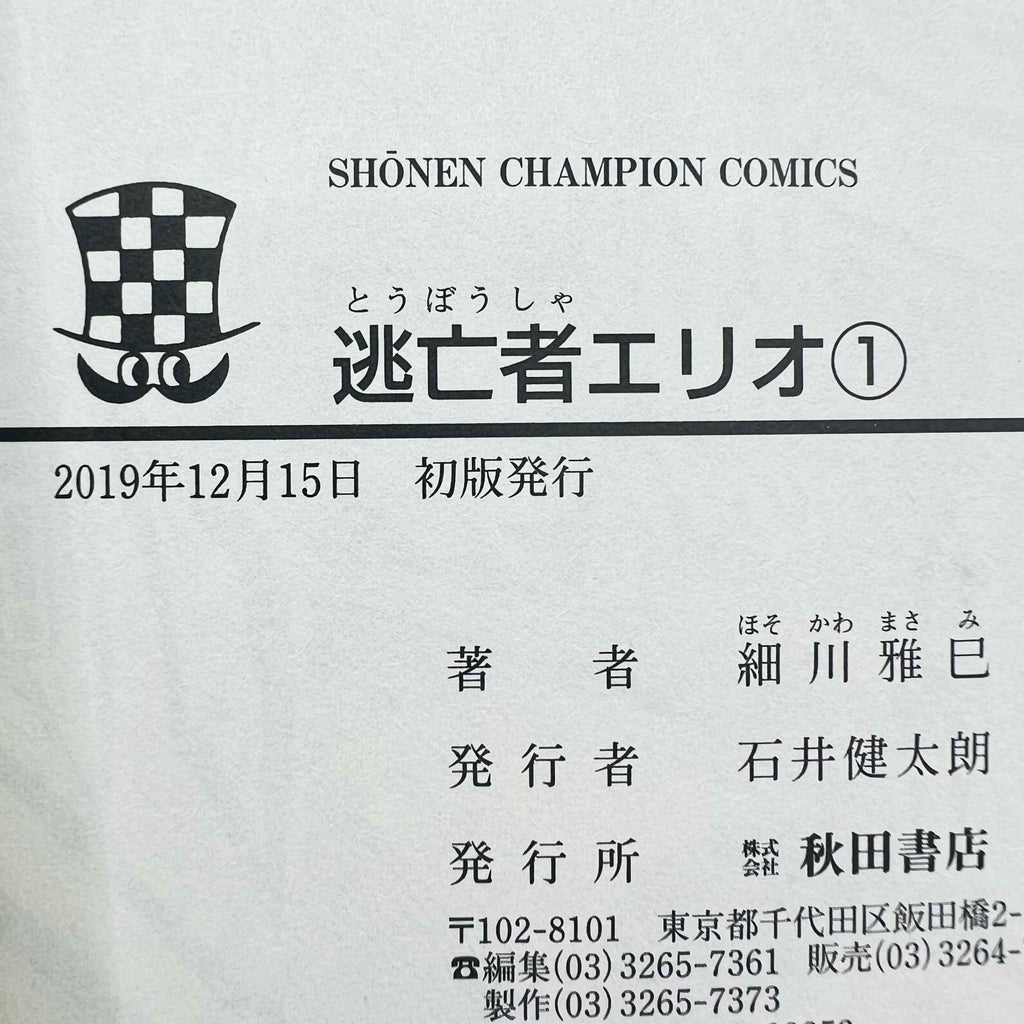 SHŌNEN CHAMPION COMICS
とうぼうしゃ
逃亡者エリオ①
2019年12月15日　初版発行
ほそ かわ まさ み
著者　細川雅巳
発行者　石井健太朗
発行所　株式会社 秋田書店
〒102-8101　東京都千代田区飯田橋2-
☎編集(03)3265-7361　販売(03)3264-
製作(03)3265-7373